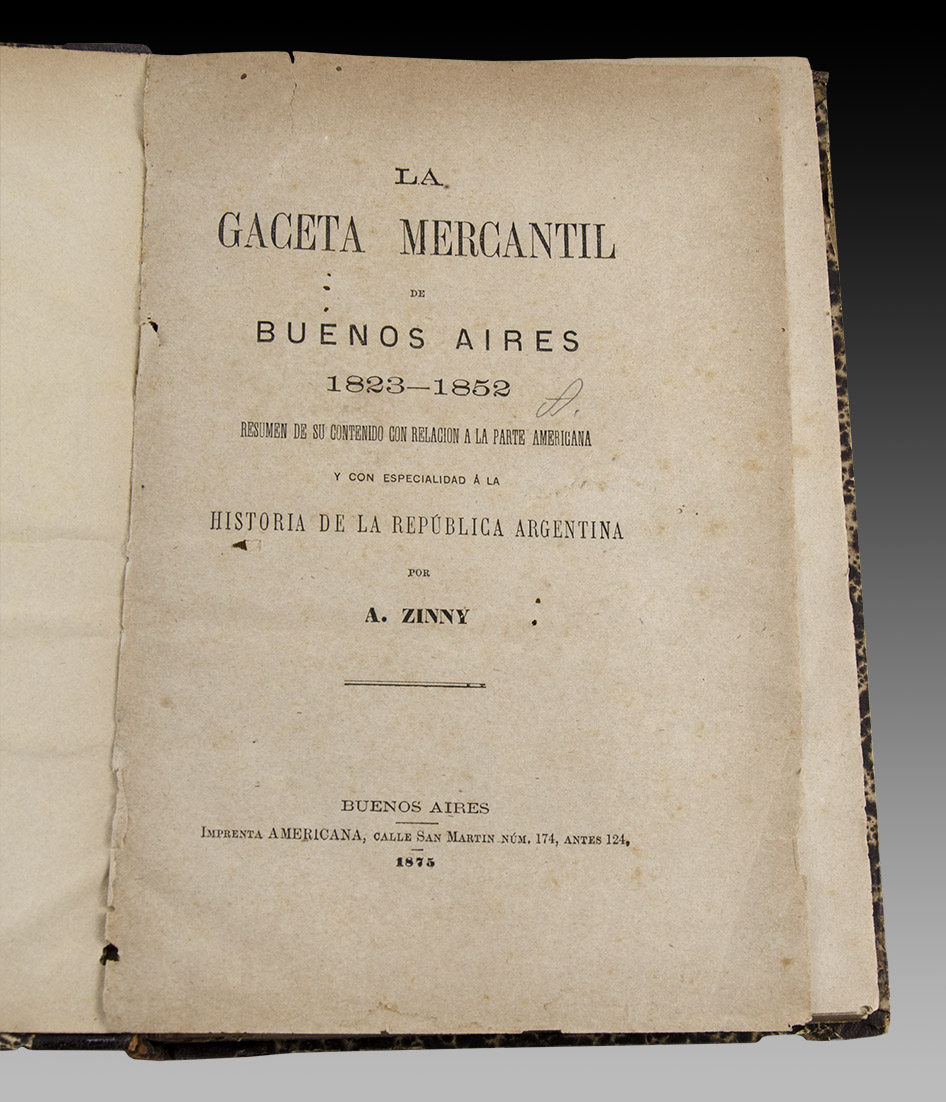 LA
GACETA MERCANTIL
DE
BUENOS AIRES
1823—1852
RESUMEN DE SU CONTENIDO CON RELACION A LA PARTE AMERICANA
Y CON ESPECIALIDAD Á LA
HISTORIA DE LA REPÚBLICA ARGENTINA
POR
A. ZINNY
BUENOS AIRES
IMPRENTA AMERICANA, CALLE SAN MARTIN NÚM. 174, ANTES 124,
1875